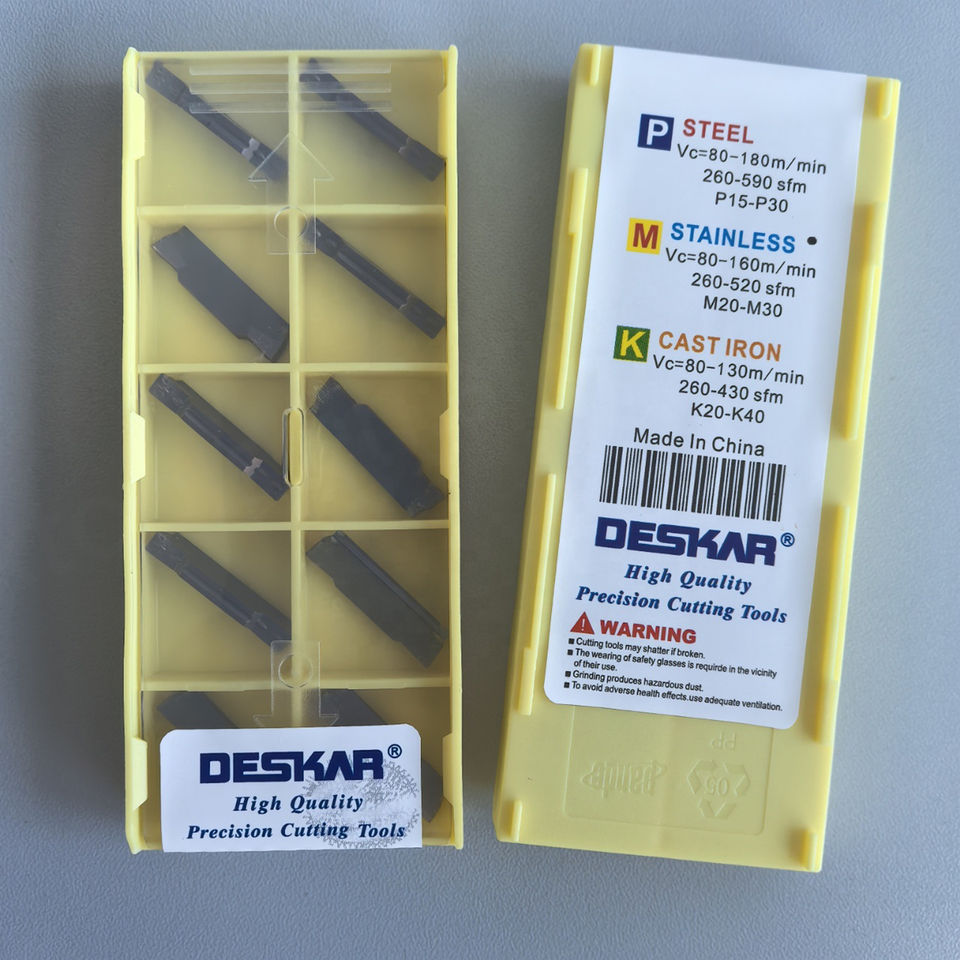 DESKAR®
High Quality
Precision Cutting Tools
P STEEL
Vc=80-180m/min
260-590 sfm
P15-P30
M STAINLESS
Vc=80-160m/min
260-520 sfm
M20-M30
K CAST IRON
Vc=80-130m/min
260-430 sfm
K20-K40
Made In China
DESKAR®
High Quality
Precision Cutting Tools
WARNING
Cutting tools may shatter if broken.
The wearing of safety glasses is requirde in the vicinity
of their use.
Grinding produces hazardous dust.
To avoid adverse health effects.use adequate ventilation.
PP
05